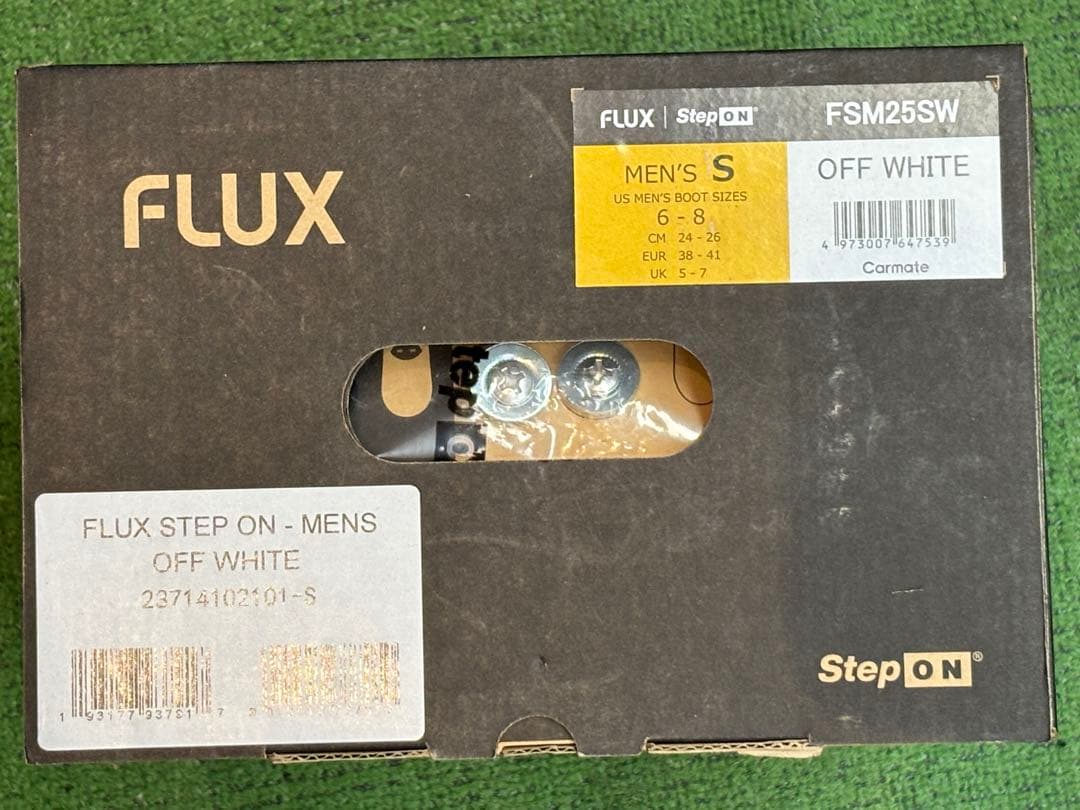 FLUX | StepON® FSM25SW
MEN'S S
US MEN'S BOOT SIZES
6 - 8
CM 24 - 26
EUR 38 - 41
UK 5 - 7
OFF WHITE
4 973007 647539
Carmate
FLUX
tep O
FLUX STEP ON - MENS
OFF WHITE
23714102101-S
StepON®